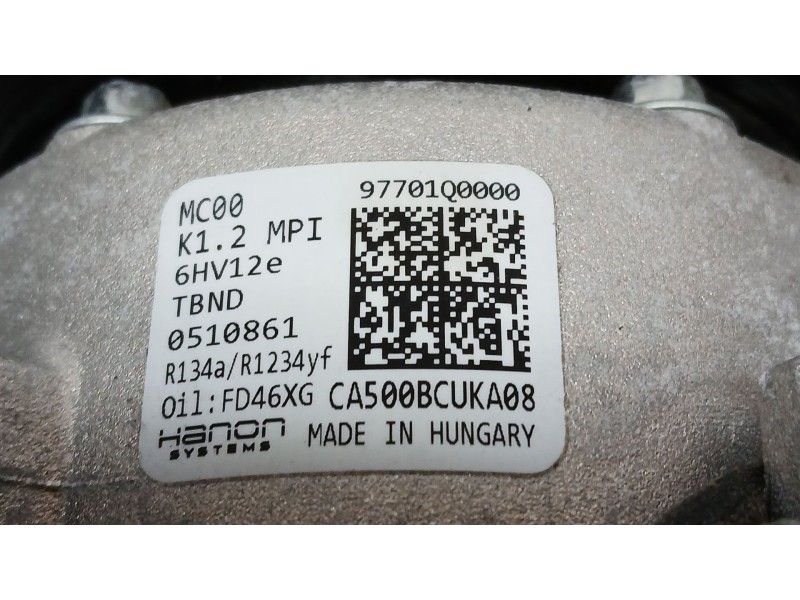 97701Q0000
MC00
K1.2 MPI
6HV12e
TBND
0510861
R134a/R1234yf
Oil:FD46XG CA500BCUKA08
Hanon SYSTEMS MADE IN HUNGARY